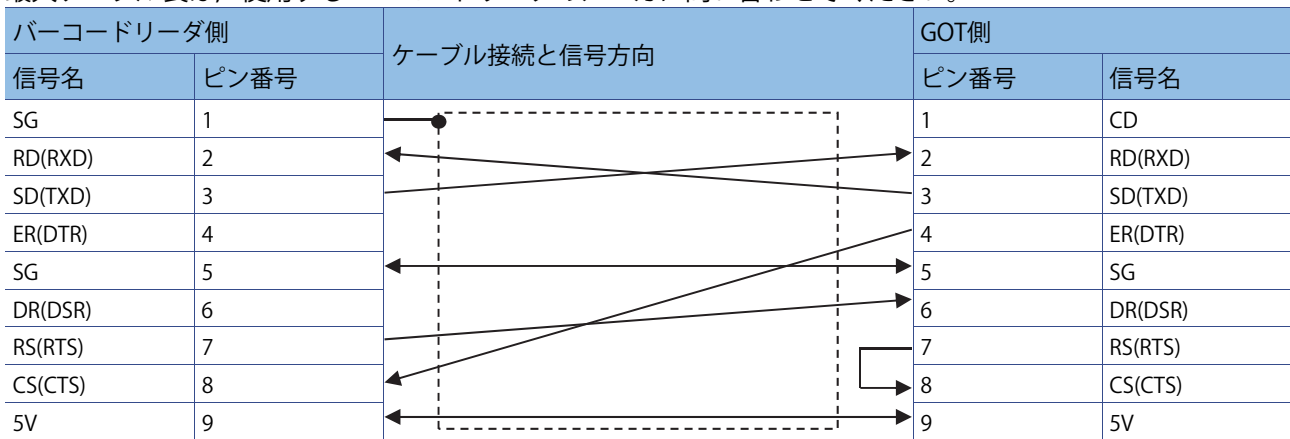 バーコードリーダ側 ケーブル接続と信号方向 GOT側
信号名 ピン番号 ピン番号 信号名
SG 1 1 CD
RD(RXD) 2 2 RD(RXD)
SD(TXD) 3 3 SD(TXD)
ER(DTR) 4 4 ER(DTR)
SG 5 5 SG
DR(DSR) 6 6 DR(DSR)
RS(RTS) 7 7 RS(RTS)
CS(CTS) 8 8 CS(CTS)
5V 9 9 5V